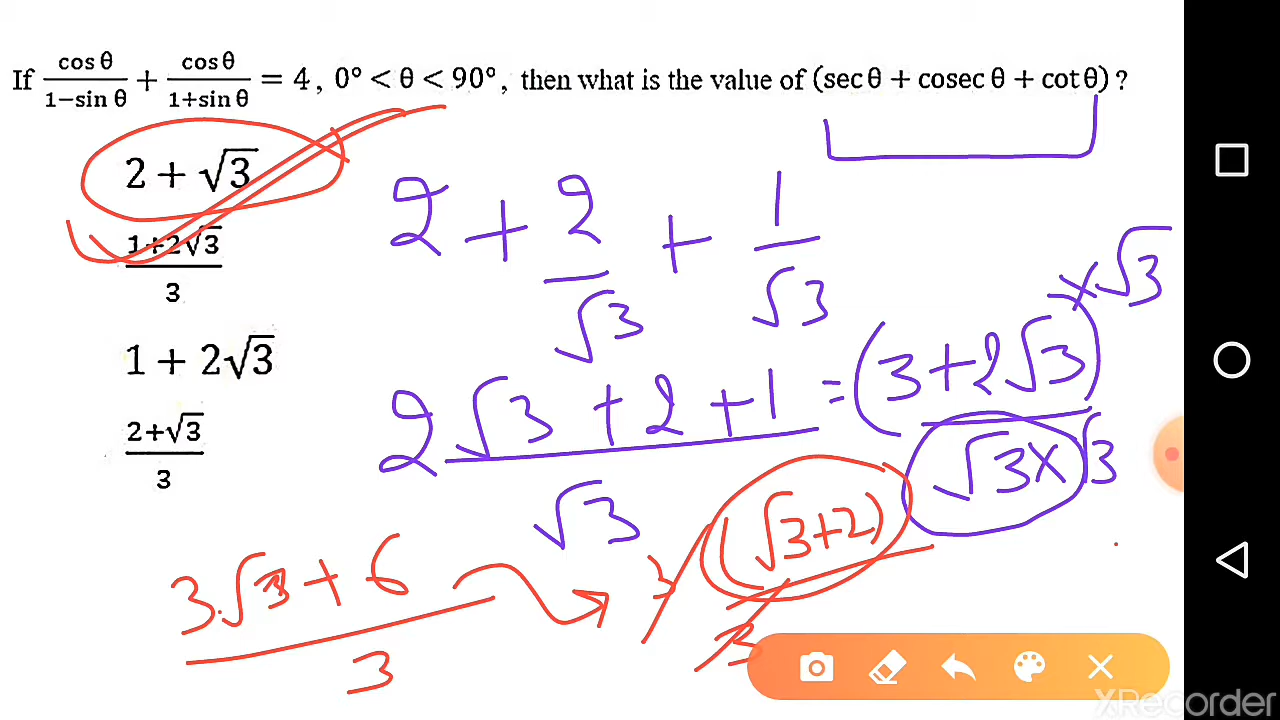 If cosθ/1−sinθ + cosθ/1+sinθ = 4 , 0° < θ < 90°, then what is the value of (secθ + cosecθ + cotθ) ?
2 + √3
1+2√3/3
1 + 2√3
2+√3/3
2 + 2/√3 + 1/√3
2√3 + 2 + 1/√3 = (3 + 2√3) × √3/√3 × √3
3.√3 + 6/3
3(√3+2)/3
XRecorder